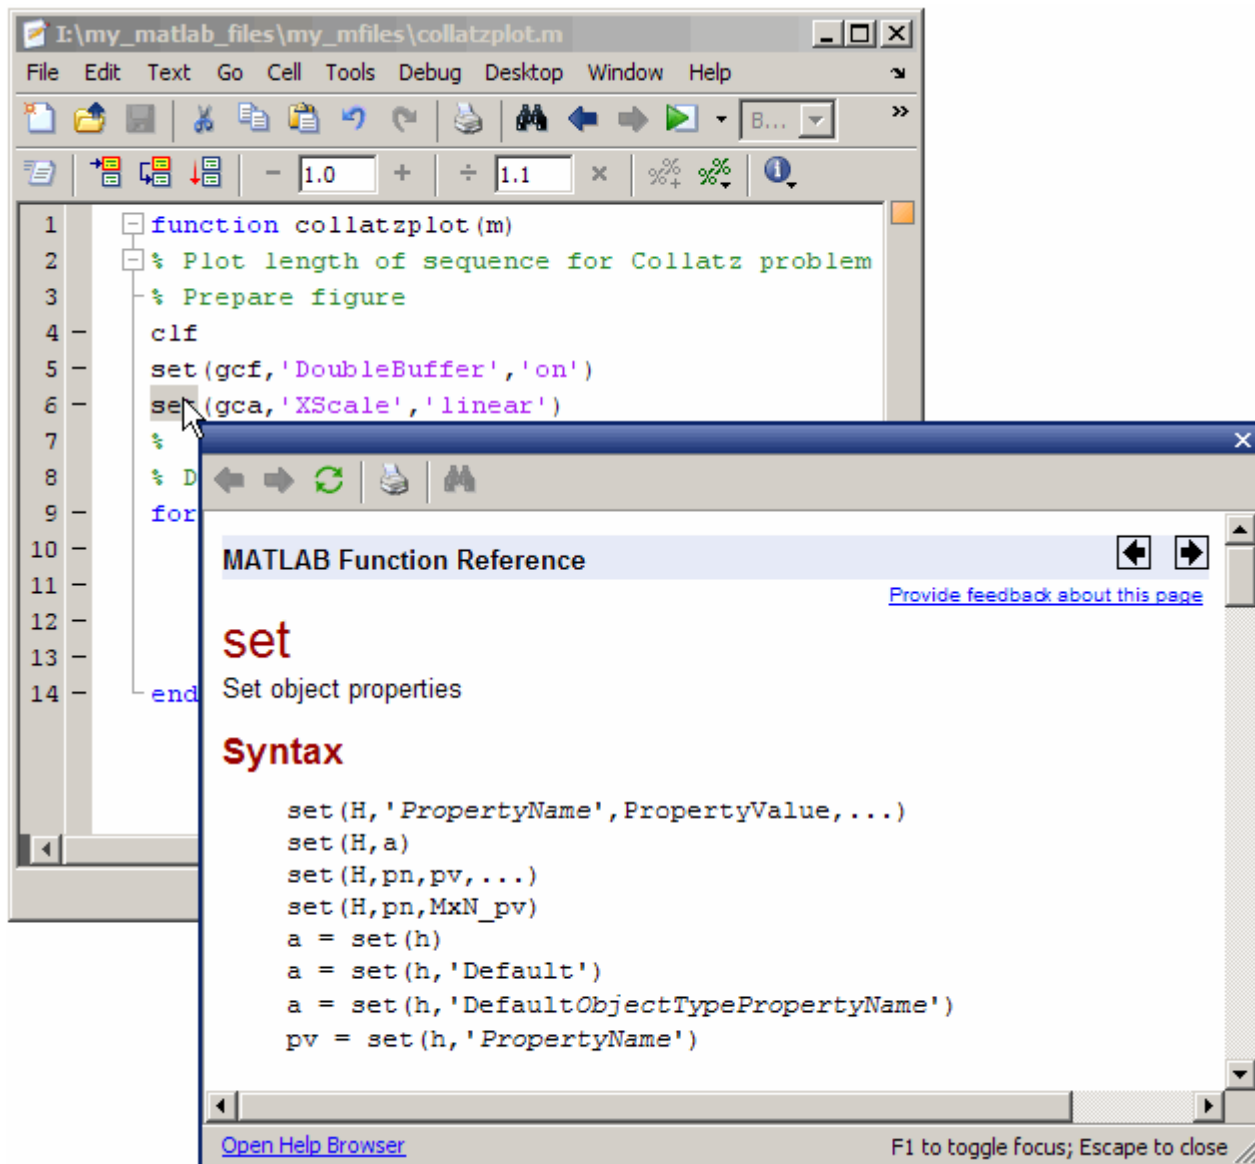 I:\my_matlab_files\my_mfiles\collatzplot.m
File Edit Text Go Cell Tools Debug Desktop Window Help
B...
− 1.0 + ÷ 1.1 ×
1 function collatzplot(m)
2 % Plot length of sequence for Collatz problem
3 % Prepare figure
4 − clf
5 − set(gcf,'DoubleBuffer','on')
6 − set(gca,'XScale','linear')
7 %
8 % D
9 − for
10 −
11 −
12 −
13 −
14 − end
MATLAB Function Reference
Provide feedback about this page
set
Set object properties
Syntax
set(H,'PropertyName',PropertyValue,...)
set(H,a)
set(H,pn,pv,...)
set(H,pn,MxN_pv)
a = set(h)
a = set(h,'Default')
a = set(h,'DefaultObjectTypePropertyName')
pv = set(h,'PropertyName')
Open Help Browser F1 to toggle focus; Escape to close